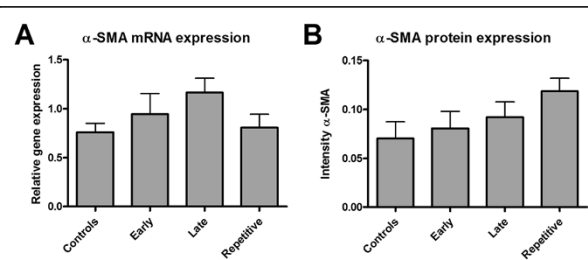 A
α-SMA mRNA expression
Relative gene expression
1.5
1.0
0.5
0.0
Controls
Early
Late
Repetitive
B
α-SMA protein expression
Intensity α-SMA
0.15
0.10
0.05
0.00
Controls
Early
Late
Repetitive